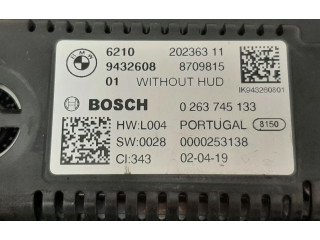 BMW
6210 202363 11
9432608 8709815
01 WITHOUT HUD
IK943260801
BOSCH 0 263 745 133
HW:L004 PORTUGAL 8150
SW:0028 0000253138
CI:343 02-04-19